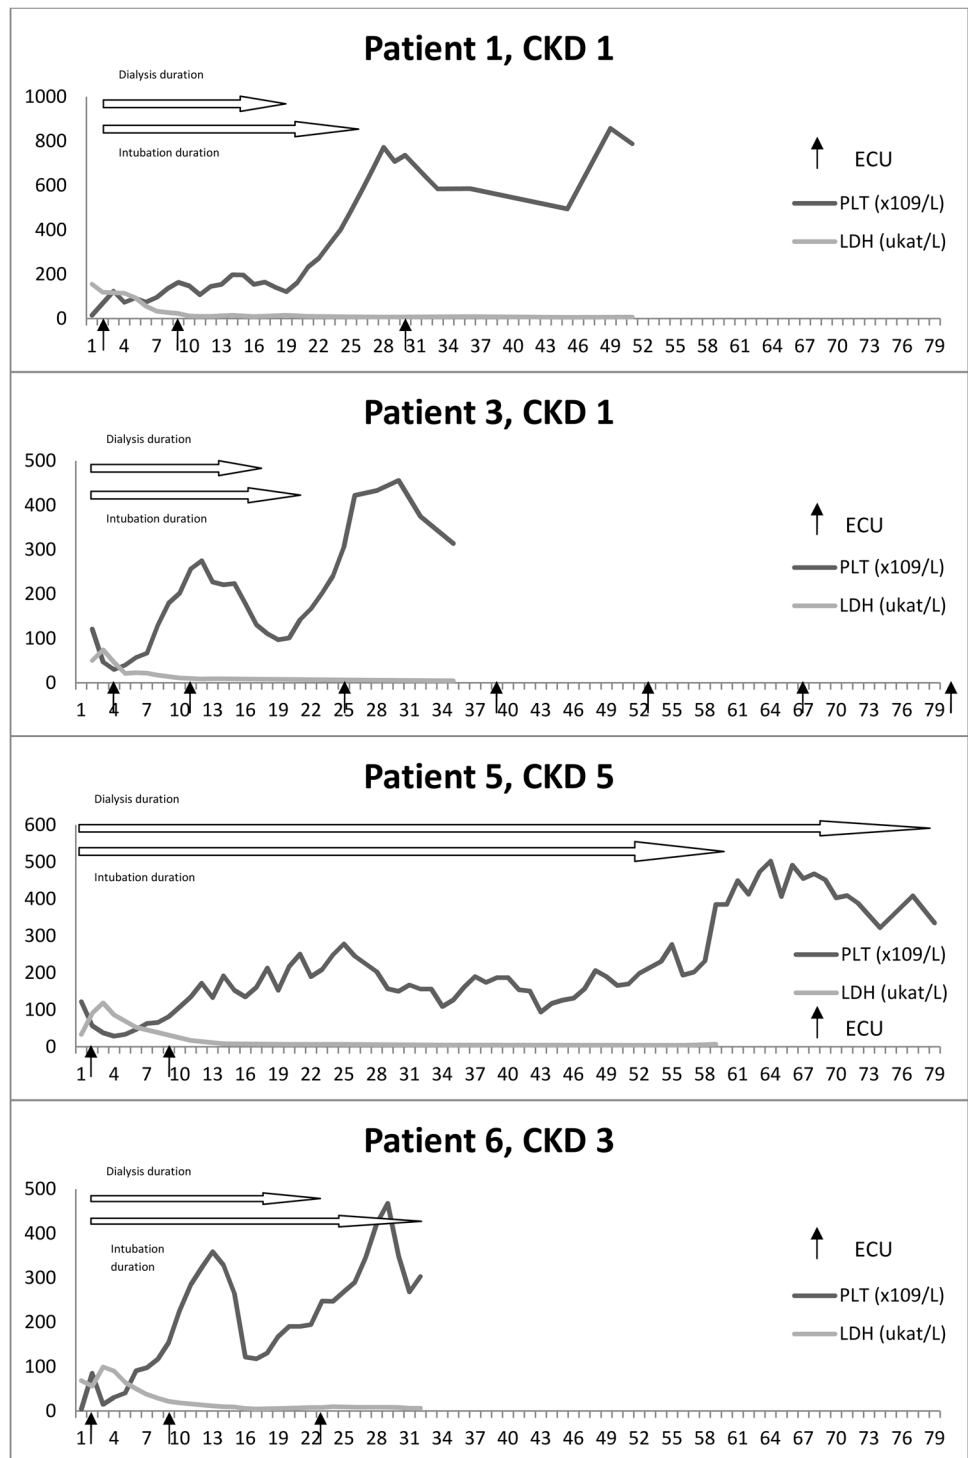 Patient 1, CKD 1
Dialysis duration
1000
Intubation duration
800
ECU
600
PLT (x109/L)
400
LDH (ukat/L)
200
0
1 4 7 10 13 16 19 22 25 28 31 34 37 40 43 46 49 52 55 58 61 64 67 70 73 76 79
Patient 3, CKD 1
Dialysis duration
500
Intubation duration
400
ECU
300
PLT (x109/L)
200
LDH (ukat/L)
100
0
1 4 7 10 13 16 19 22 25 28 31 34 37 40 43 46 49 52 55 58 61 64 67 70 73 76 79
Patient 5, CKD 5
Dialysis duration
600
500
Intubation duration
400
300
PLT (x109/L)
200
LDH (ukat/L)
100
ECU
0
1 4 7 10 13 16 19 22 25 28 31 34 37 40 43 46 49 52 55 58 61 64 67 70 73 76 79
Patient 6, CKD 3
Dialysis duration
500
400
Intubation
duration
ECU
300
PLT (x109/L)
200
LDH (ukat/L)
100
0
1 4 7 10 13 16 19 22 25 28 31 34 37 40 43 46 49 52 55 58 61 64 67 70 73 76 79